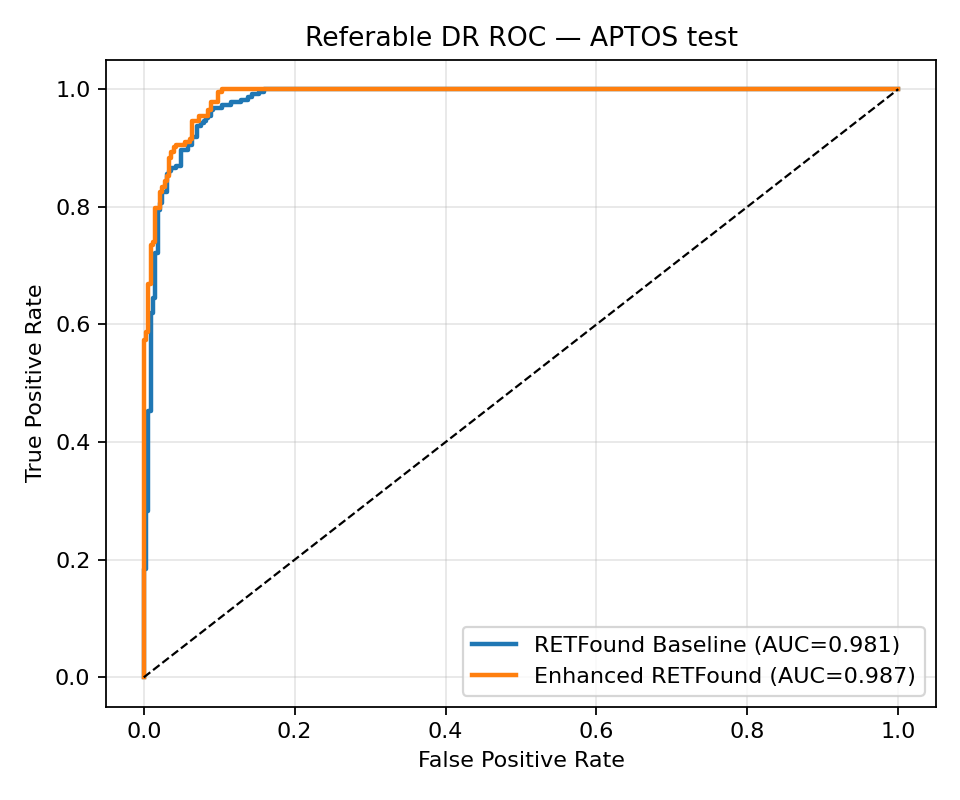 Referable DR ROC — APTOS test
True Positive Rate
1.0
0.8
0.6
0.4
0.2
0.0
RETFound Baseline (AUC=0.981)
Enhanced RETFound (AUC=0.987)
0.0 0.2 0.4 0.6 0.8 1.0
False Positive Rate